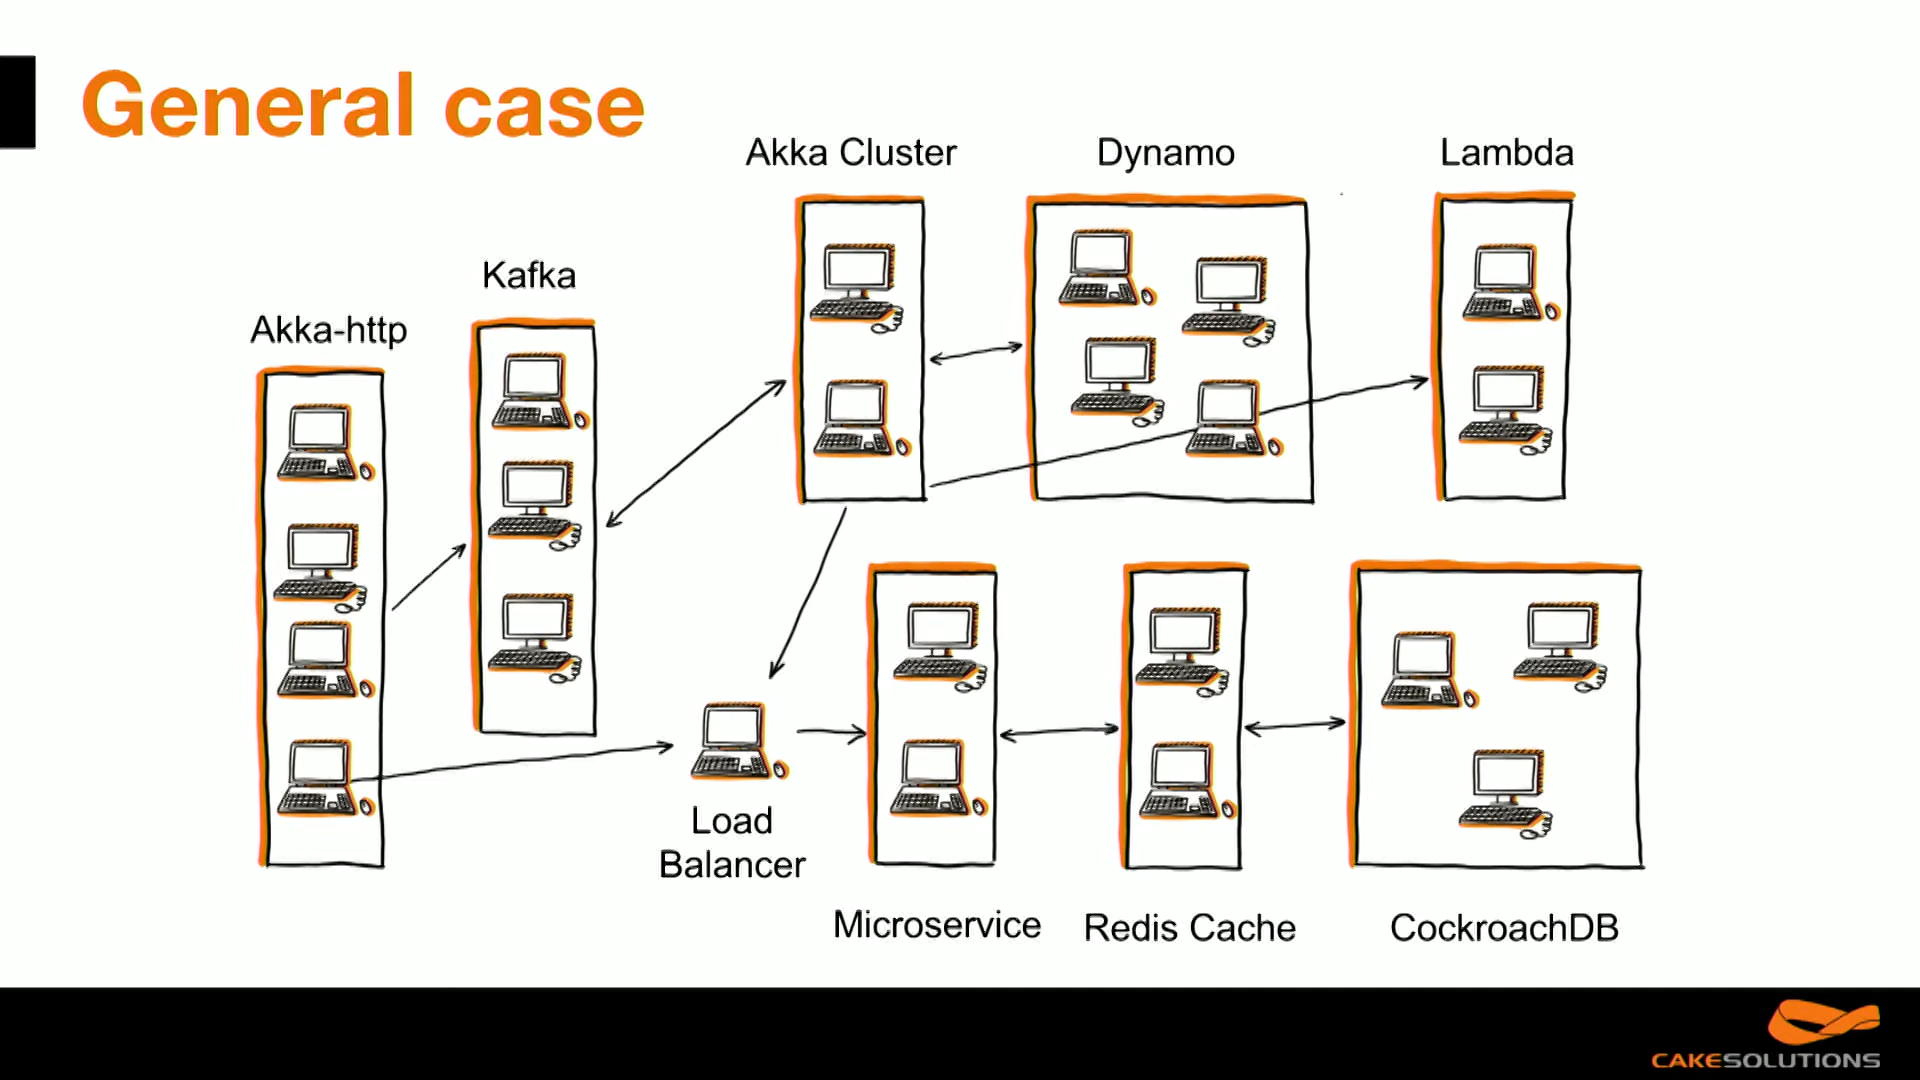 General case
Akka Cluster
Dynamo
Lambda
Kafka
Akka-http
Load
Balancer
Microservice
Redis Cache
CockroachDB
CAKESOLUTIONS